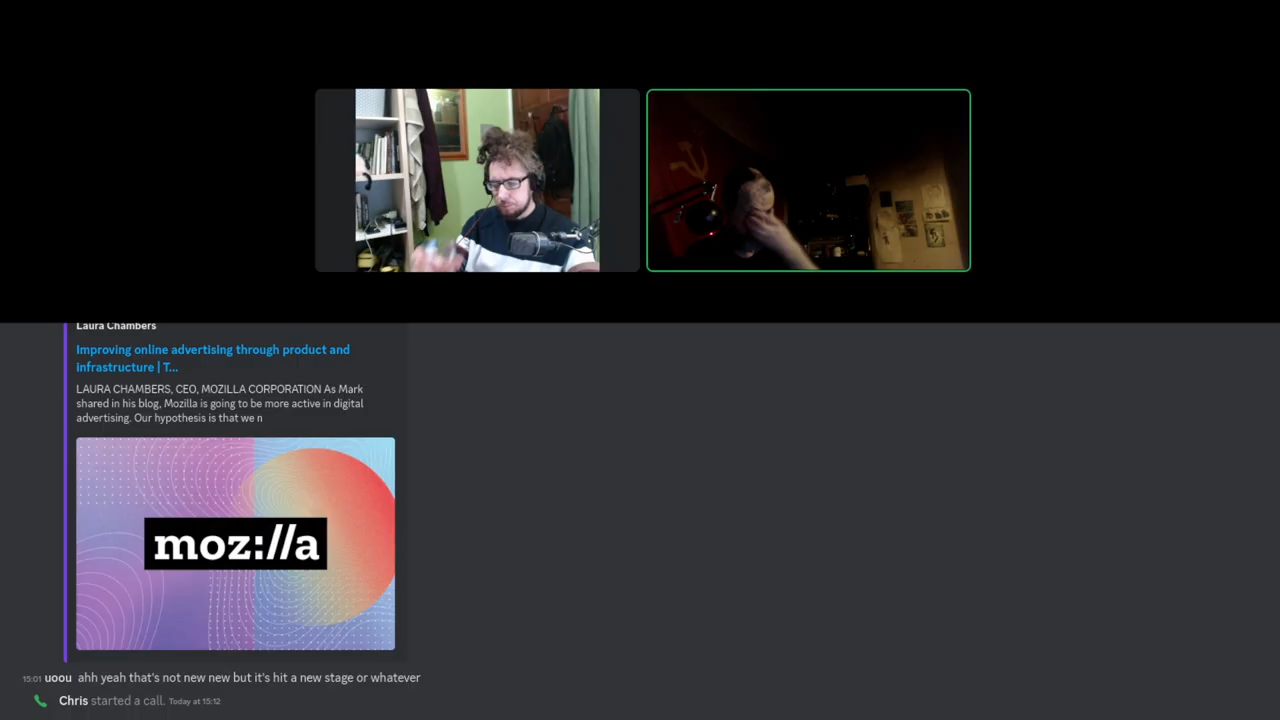 Laura Chambers
Improving online advertising through product and
infrastructure | T...
LAURA CHAMBERS, CEO, MOZILLA CORPORATION As Mark
shared in his blog, Mozilla is going to be more active in digital
advertising. Our hypothesis is that we n
moz://a
15:01 uoou ahh yeah that's not new new but it's hit a new stage or whatever
Chris started a call. Today at 15:12